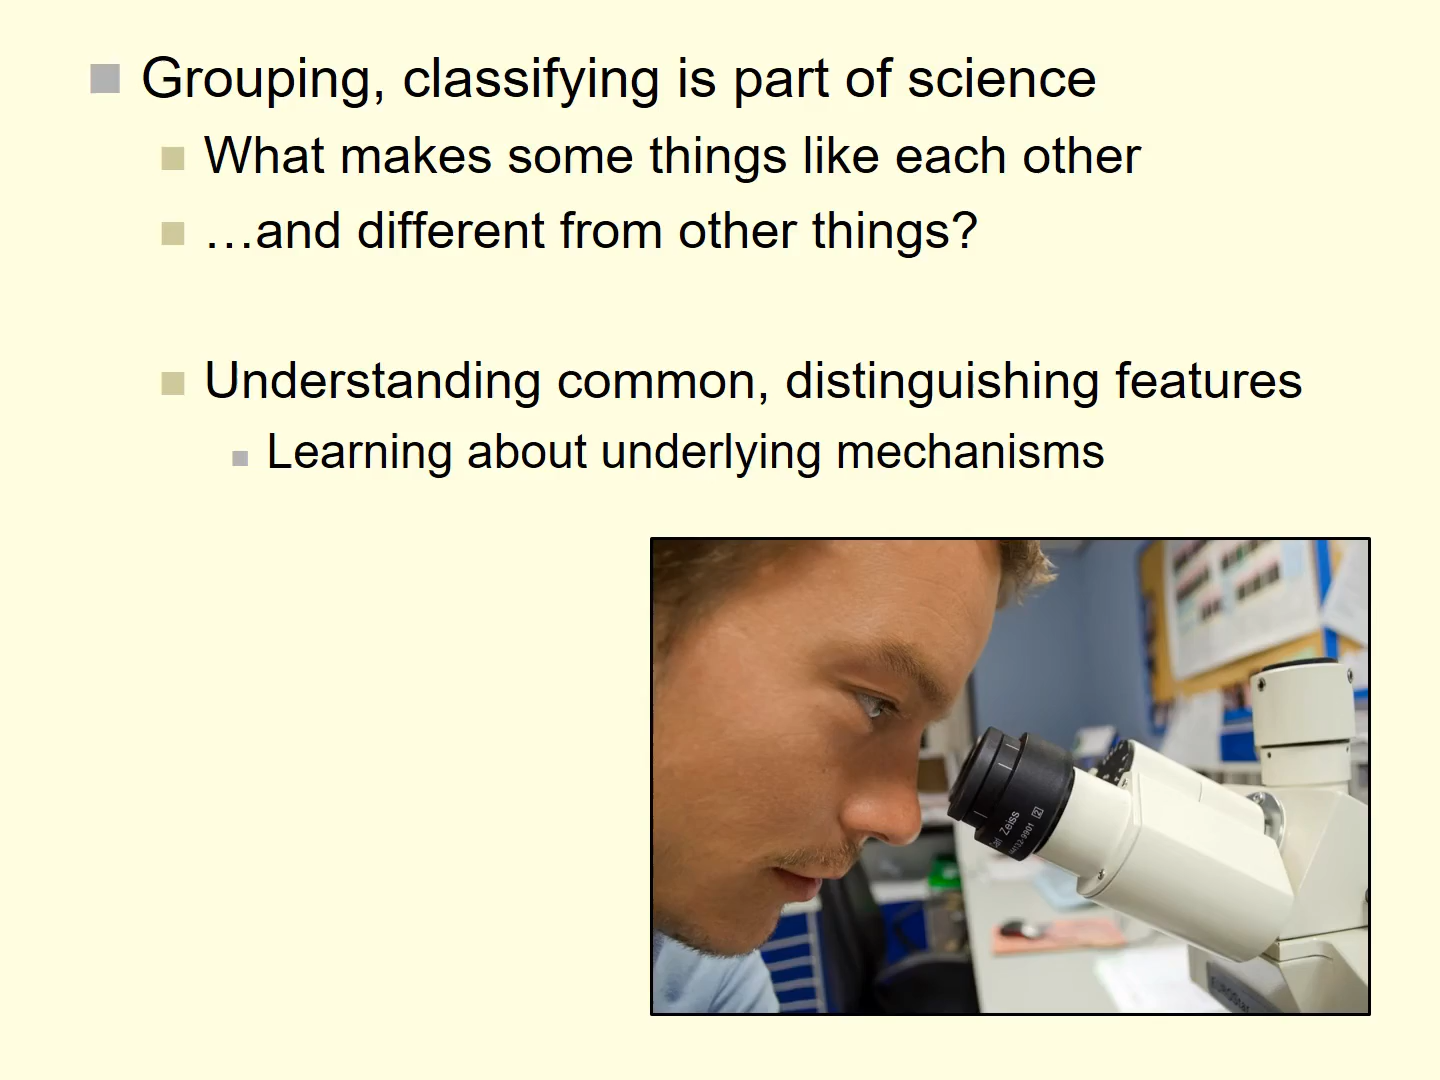 Grouping, classifying is part of science
What makes some things like each other
…and different from other things?
Understanding common, distinguishing features
Learning about underlying mechanisms
Zeiss